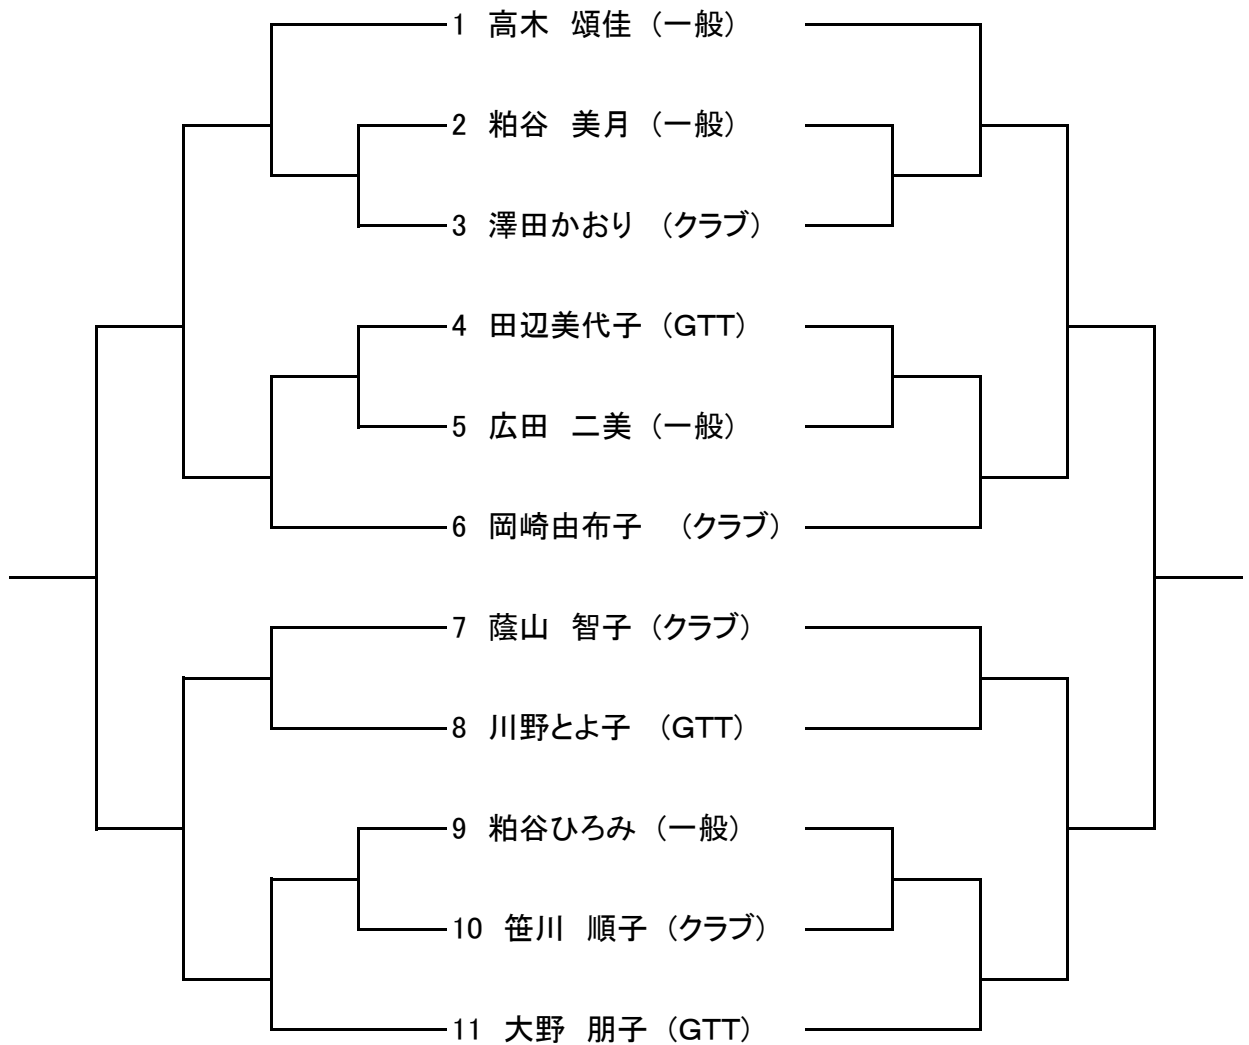 1 高木　頌佳 （一般）
2 粕谷　美月 （一般）
3 澤田かおり （クラブ）
4 田辺美代子 （GTT）
5 広田　二美 （一般）
6 岡崎由布子 （クラブ）
7 蔭山　智子 （クラブ）
8 川野とよ子 （GTT）
9 粕谷ひろみ （一般）
10 笹川　順子 （クラブ）
11 大野　朋子 （GTT）